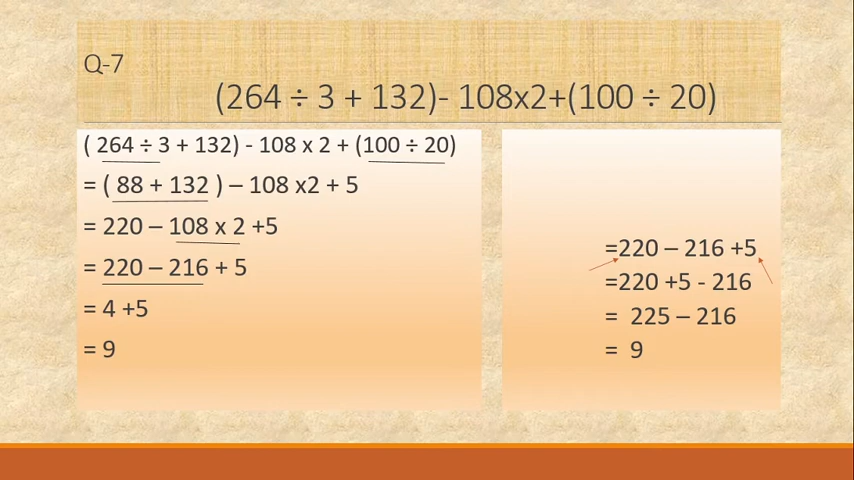 Q-7
(264 ÷ 3 + 132)- 108x2+(100 ÷ 20)
( 264 ÷ 3 + 132) - 108 x 2 + (100 ÷ 20)
= ( 88 + 132 ) – 108 x2 + 5
= 220 – 108 x 2 +5
= 220 – 216 + 5
= 4 +5
= 9
=220 – 216 +5
=220 +5 - 216
= 225 – 216
= 9